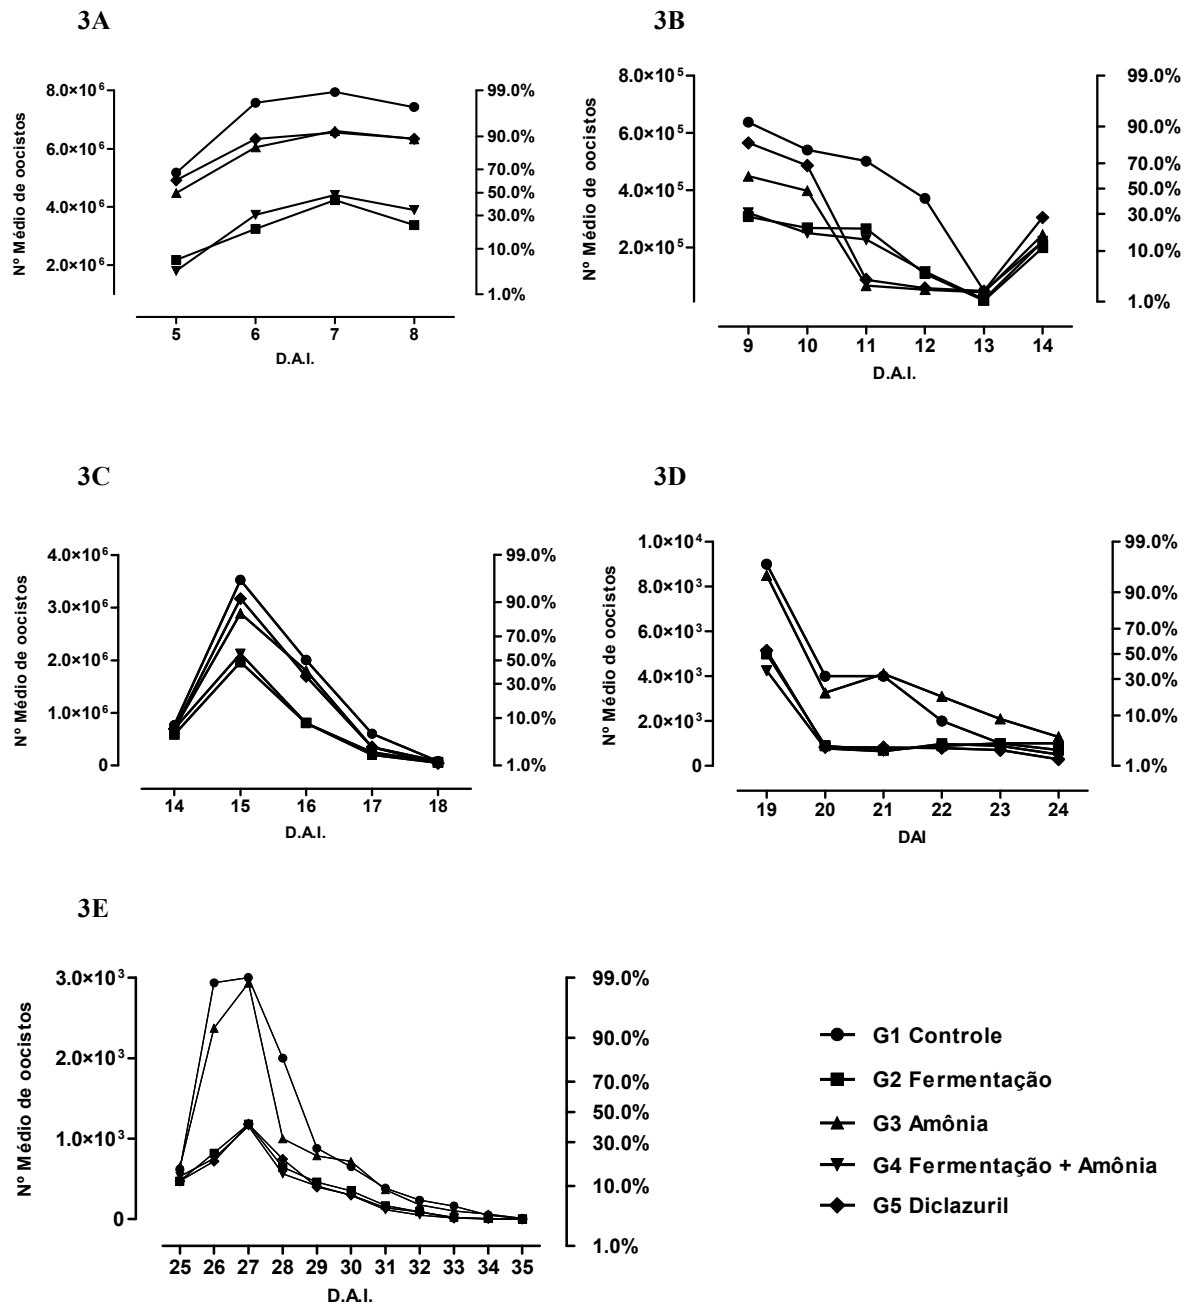 3A
Nº Médio de oocistos
8.0×10⁶
6.0×10⁶
4.0×10⁶
2.0×10⁶
99.0%
90.0%
70.0%
50.0%
30.0%
10.0%
1.0%
5 6 7 8
D.A.I.
3B
Nº Médio de oocistos
8.0×10⁵
6.0×10⁵
4.0×10⁵
2.0×10⁵
99.0%
90.0%
70.0%
50.0%
30.0%
10.0%
1.0%
9 10 11 12 13 14
D.A.I.
3C
Nº Médio de oocistos
4.0×10⁶
3.0×10⁶
2.0×10⁶
1.0×10⁶
0
99.0%
90.0%
70.0%
50.0%
30.0%
10.0%
1.0%
14 15 16 17 18
D.A.I.
3D
Nº Médio de oocistos
1.0×10⁴
8.0×10³
6.0×10³
4.0×10³
2.0×10³
0
99.0%
90.0%
70.0%
50.0%
30.0%
10.0%
1.0%
19 20 21 22 23 24
DAI
3E
Nº Médio de oocistos
3.0×10³
2.0×10³
1.0×10³
0
99.0%
90.0%
70.0%
50.0%
30.0%
10.0%
1.0%
25 26 27 28 29 30 31 32 33 34 35
D.A.I.
G1 Controle
G2 Fermentação
G3 Amônia
G4 Fermentação + Amônia
G5 Diclazuril